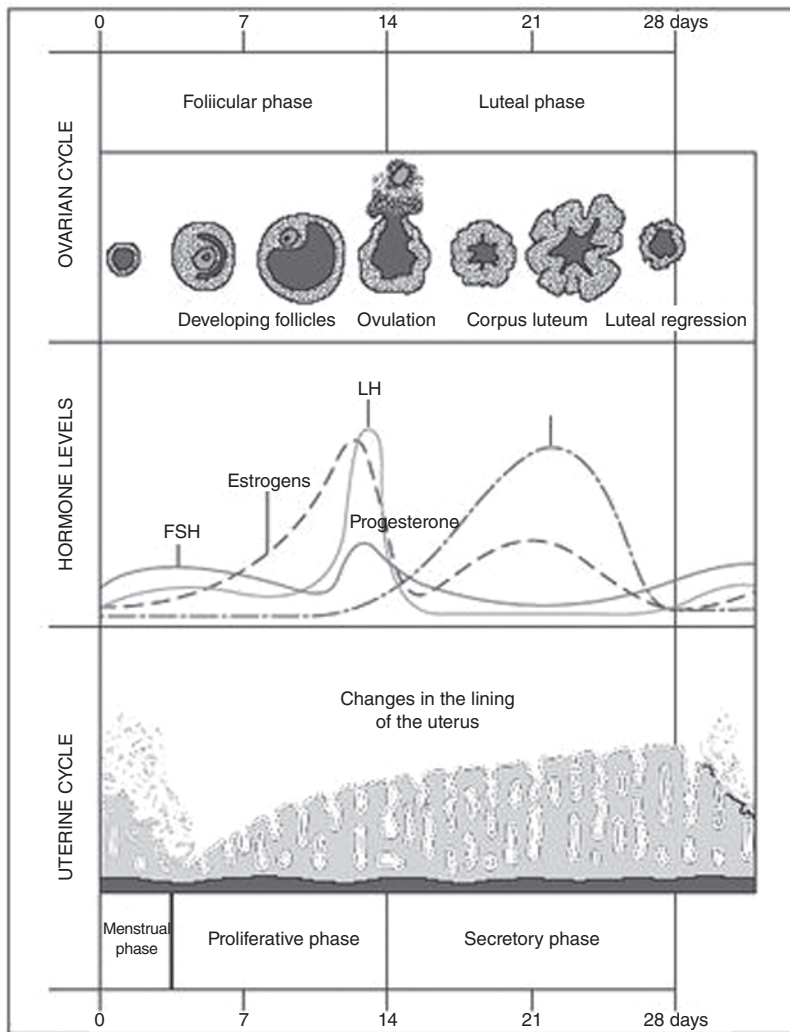 0 7 14 21 28 days
OVARIAN CYCLE
Foliicular phase
Luteal phase
Developing follicles
Ovulation
Corpus luteum
Luteal regression
HORMONE LEVELS
LH
Estrogens
FSH
Progesterone
UTERINE CYCLE
Changes in the lining
of the uterus
Menstrual
phase
Proliferative phase
Secretory phase
0 7 14 21 28 days